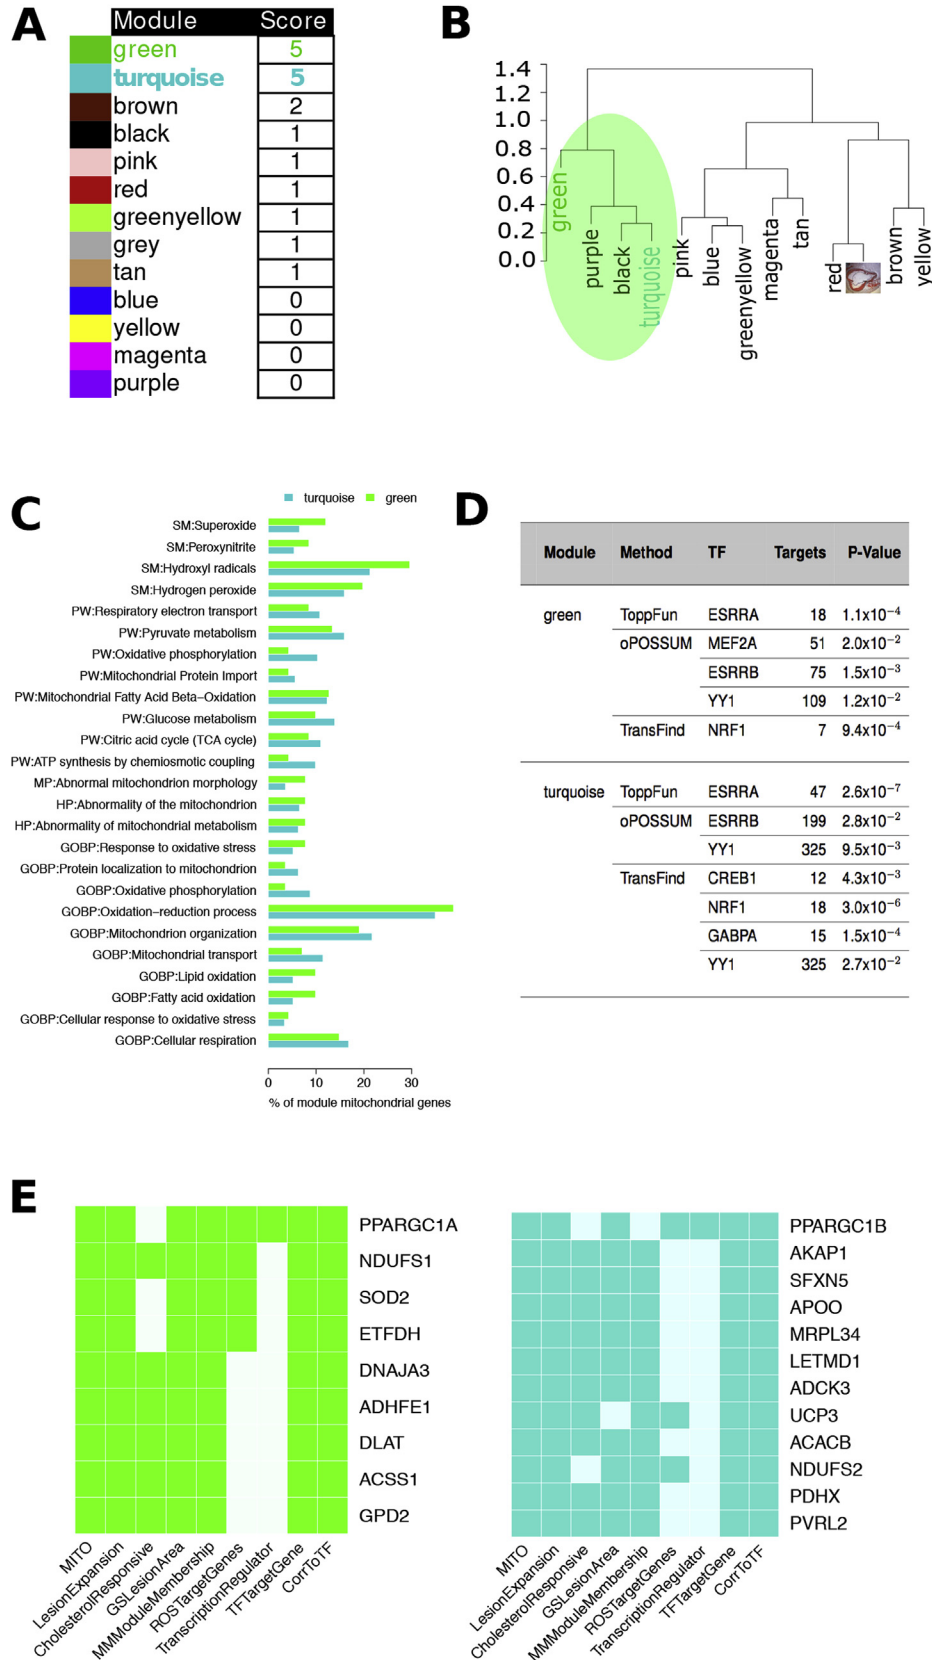 A
Module Score
green 5
turquoise 5
brown 2
black 1
pink 1
red 1
greenyellow 1
grey 1
tan 1
blue 0
yellow 0
magenta 0
purple 0
B
1.4
1.2
1.0
0.8
0.6
0.4
0.2
0.0
green
purple
black
turquoise
pink
blue
greenyellow
magenta
tan
red
brown
yellow
C
turquoise green
SM:Superoxide
SM:Peroxynitrite
SM:Hydroxyl radicals
SM:Hydrogen peroxide
PW:Respiratory electron transport
PW:Pyruvate metabolism
PW:Oxidative phosphorylation
PW:Mitochondrial Protein Import
PW:Mitochondrial Fatty Acid Beta−Oxidation
PW:Glucose metabolism
PW:Citric acid cycle (TCA cycle)
PW:ATP synthesis by chemiosmotic coupling
MP:Abnormal mitochondrion morphology
HP:Abnormality of the mitochondrion
HP:Abnormality of mitochondrial metabolism
GOBP:Response to oxidative stress
GOBP:Protein localization to mitochondrion
GOBP:Oxidative phosphorylation
GOBP:Oxidation−reduction process
GOBP:Mitochondrion organization
GOBP:Mitochondrial transport
GOBP:Lipid oxidation
GOBP:Fatty acid oxidation
GOBP:Cellular response to oxidative stress
GOBP:Cellular respiration
0 10 20 30
% of module mitochondrial genes
D
Module Method TF Targets P-Value
green ToppFun ESRRA 18 1.1x10⁻⁴
oPOSSUM MEF2A 51 2.0x10⁻²
ESRRB 75 1.5x10⁻³
YY1 109 1.2x10⁻²
TransFind NRF1 7 9.4x10⁻⁴
turquoise ToppFun ESRRA 47 2.6x10⁻⁷
oPOSSUM ESRRB 199 2.8x10⁻²
YY1 325 9.5x10⁻³
TransFind CREB1 12 4.3x10⁻³
NRF1 18 3.0x10⁻⁶
GABPA 15 1.5x10⁻⁴
YY1 325 2.7x10⁻²
E
PPARGC1A
NDUFS1
SOD2
ETFDH
DNAJA3
ADHFE1
DLAT
ACSS1
GPD2
MITO
LesionExpansion
CholesterolResponsive
GSLesionArea
MMModuleMembership
ROSTargetGenes
TranscriptionRegulator
TFTargetGene
CorrToTF
PPARGC1B
AKAP1
SFXN5
APOO
MRPL34
LETMD1
ADCK3
UCP3
ACACB
NDUFS2
PDHX
PVRL2
MITO
LesionExpansion
CholesterolResponsive
GSLesionArea
MMModuleMembership
ROSTargetGenes
TranscriptionRegulator
TFTargetGene
CorrToTF